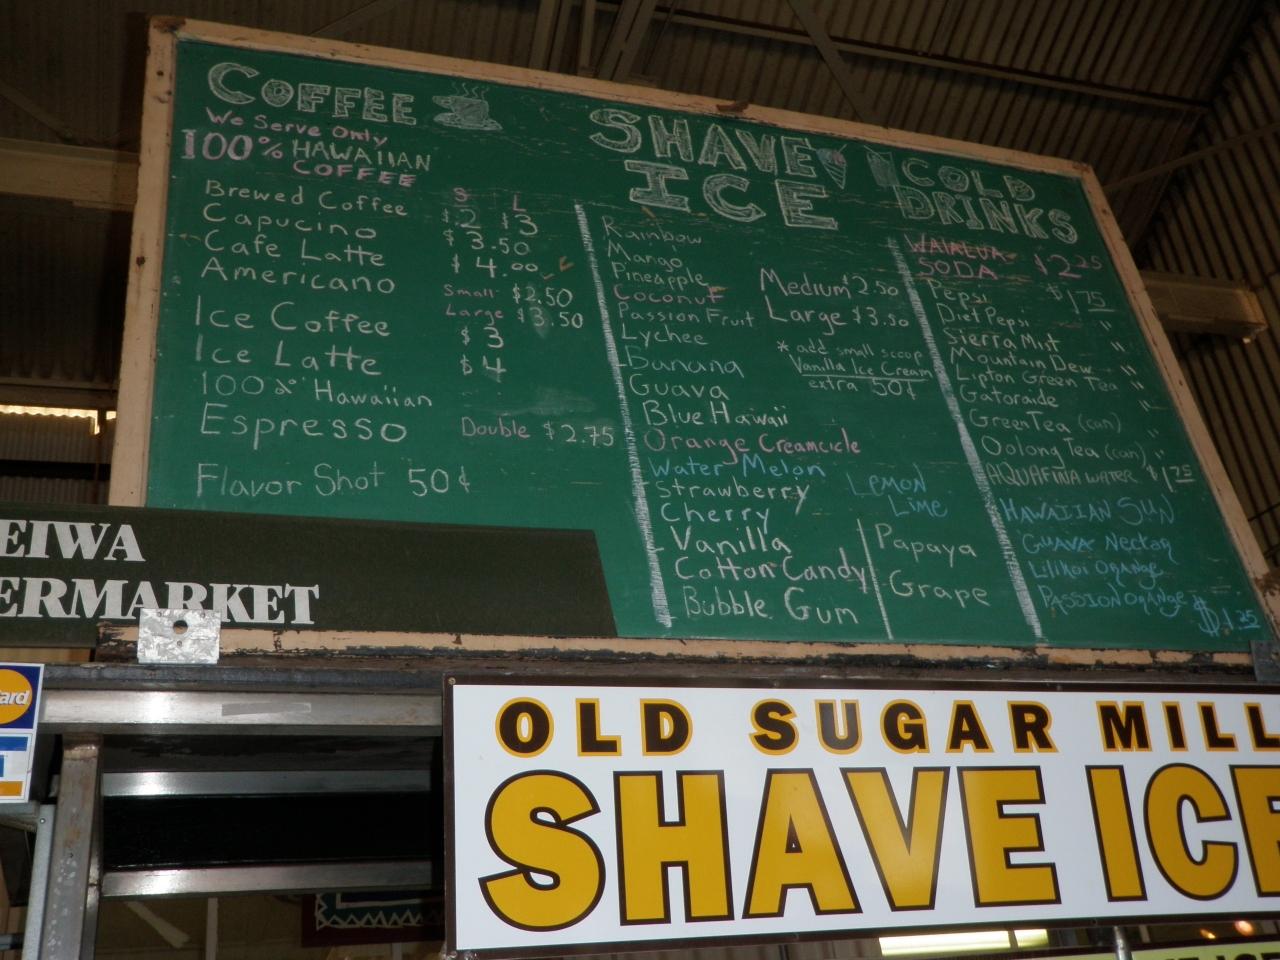 COFFEE
We Serve Only
100% HAWAIIAN
COFFEE
S L
Brewed Coffee $2 $3
Capucino $3.50
Cafe Latte $4.00
Americano Small $2.50
Large $3.50
Ice Coffee $3
Ice Latte $4
100% Hawaiian
Espresso Double $2.75
Flavor Shot 50¢
SHAVE
ICE
Rainbow
Mango
Pineapple
Coconut
Passion Fruit
Lychee
Banana
Guava
Blue Hawaii
Orange Creamcicle
Water Melon
Strawberry
Cherry
Vanilla
Cotton Candy
Bubble Gum
Medium $2.50
Large $3.50
* add small scoop
Vanilla Ice Cream
extra 50¢
Lemon
Lime
Papaya
Grape
COLD
DRINKS
WAIALUA
SODA $2.25
Pepsi $1.75
Diet Pepsi "
Sierra Mist "
Mountain Dew "
Lipton Green Tea "
Gatoraide "
Green Tea (can) "
Oolong Tea (can) "
AQUAFINA WATER $1.75
HAWAIIAN SUN
GUAVA Nectar
Lilikoi ORANGE
PASSION ORANGE $1.25
EIWA
ERMARKET
ard
OLD SUGAR MILL
SHAVE ICE